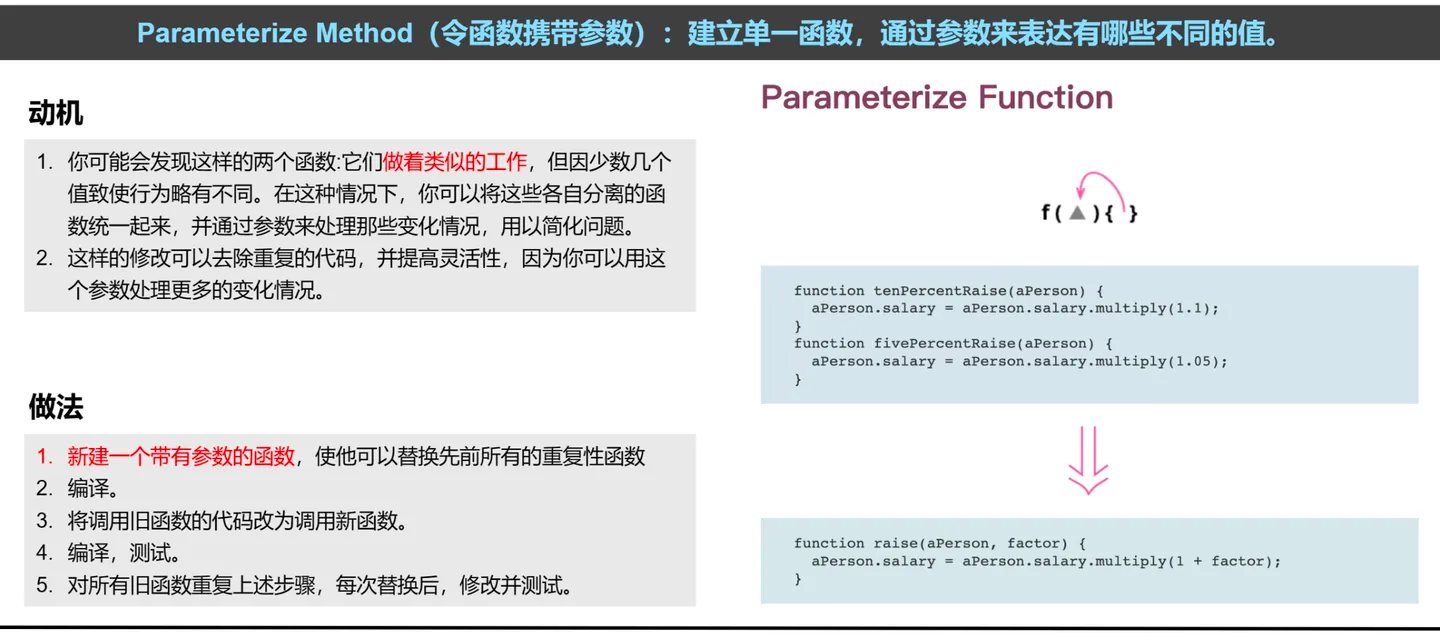 Parameterize Method（令函数携带参数）：建立单一函数，通过参数来表达有哪些不同的值。
动机
1. 你可能会发现这样的两个函数:它们做着类似的工作，但因少数几个
值致使行为略有不同。在这种情况下，你可以将这些各自分离的函
数统一起来，并通过参数来处理那些变化情况，用以简化问题。
2. 这样的修改可以去除重复的代码，并提高灵活性，因为你可以用这
个参数处理更多的变化情况。
做法
1. 新建一个带有参数的函数，使他可以替换先前所有的重复性函数
2. 编译。
3. 将调用旧函数的代码改为调用新函数。
4. 编译，测试。
5. 对所有旧函数重复上述步骤，每次替换后，修改并测试。
Parameterize Function
f(▲){ }
function tenPercentRaise(aPerson) {
  aPerson.salary = aPerson.salary.multiply(1.1);
}
function fivePercentRaise(aPerson) {
  aPerson.salary = aPerson.salary.multiply(1.05);
}
function raise(aPerson, factor) {
  aPerson.salary = aPerson.salary.multiply(1 + factor);
}